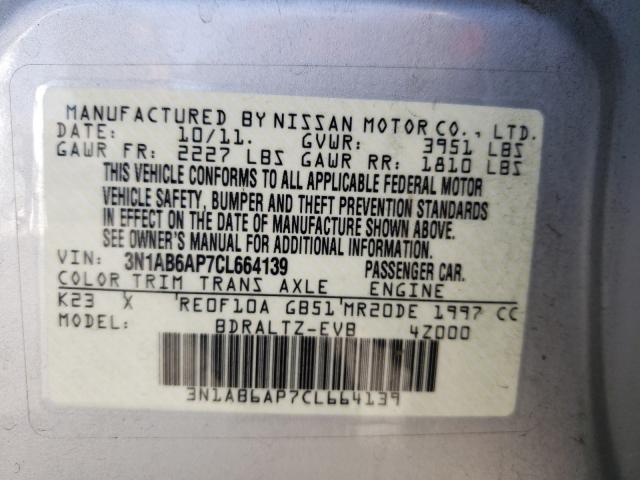 MANUFACTURED BY NISSAN MOTOR CO., LTD.
DATE: 10/11. GVWR: 3951 LBS
GAWR FR: 2227 LBS GAWR RR: 1810 LBS
THIS VEHICLE CONFORMS TO ALL APPLICABLE FEDERAL MOTOR
VEHICLE SAFETY, BUMPER AND THEFT PREVENTION STANDARDS
IN EFFECT ON THE DATE OF MANUFACTURE SHOWN ABOVE.
SEE OWNER'S MANUAL FOR ADDITIONAL INFORMATION.
VIN: 3N1AB6AP7CL664139 PASSENGER CAR.
COLOR TRIM TRANS AXLE ENGINE
K23 X RE0F10A GB51 MR20DE 1997 CC
MODEL: BDRALTZ-EVB 4Z000
3N1AB6AP7CL664139